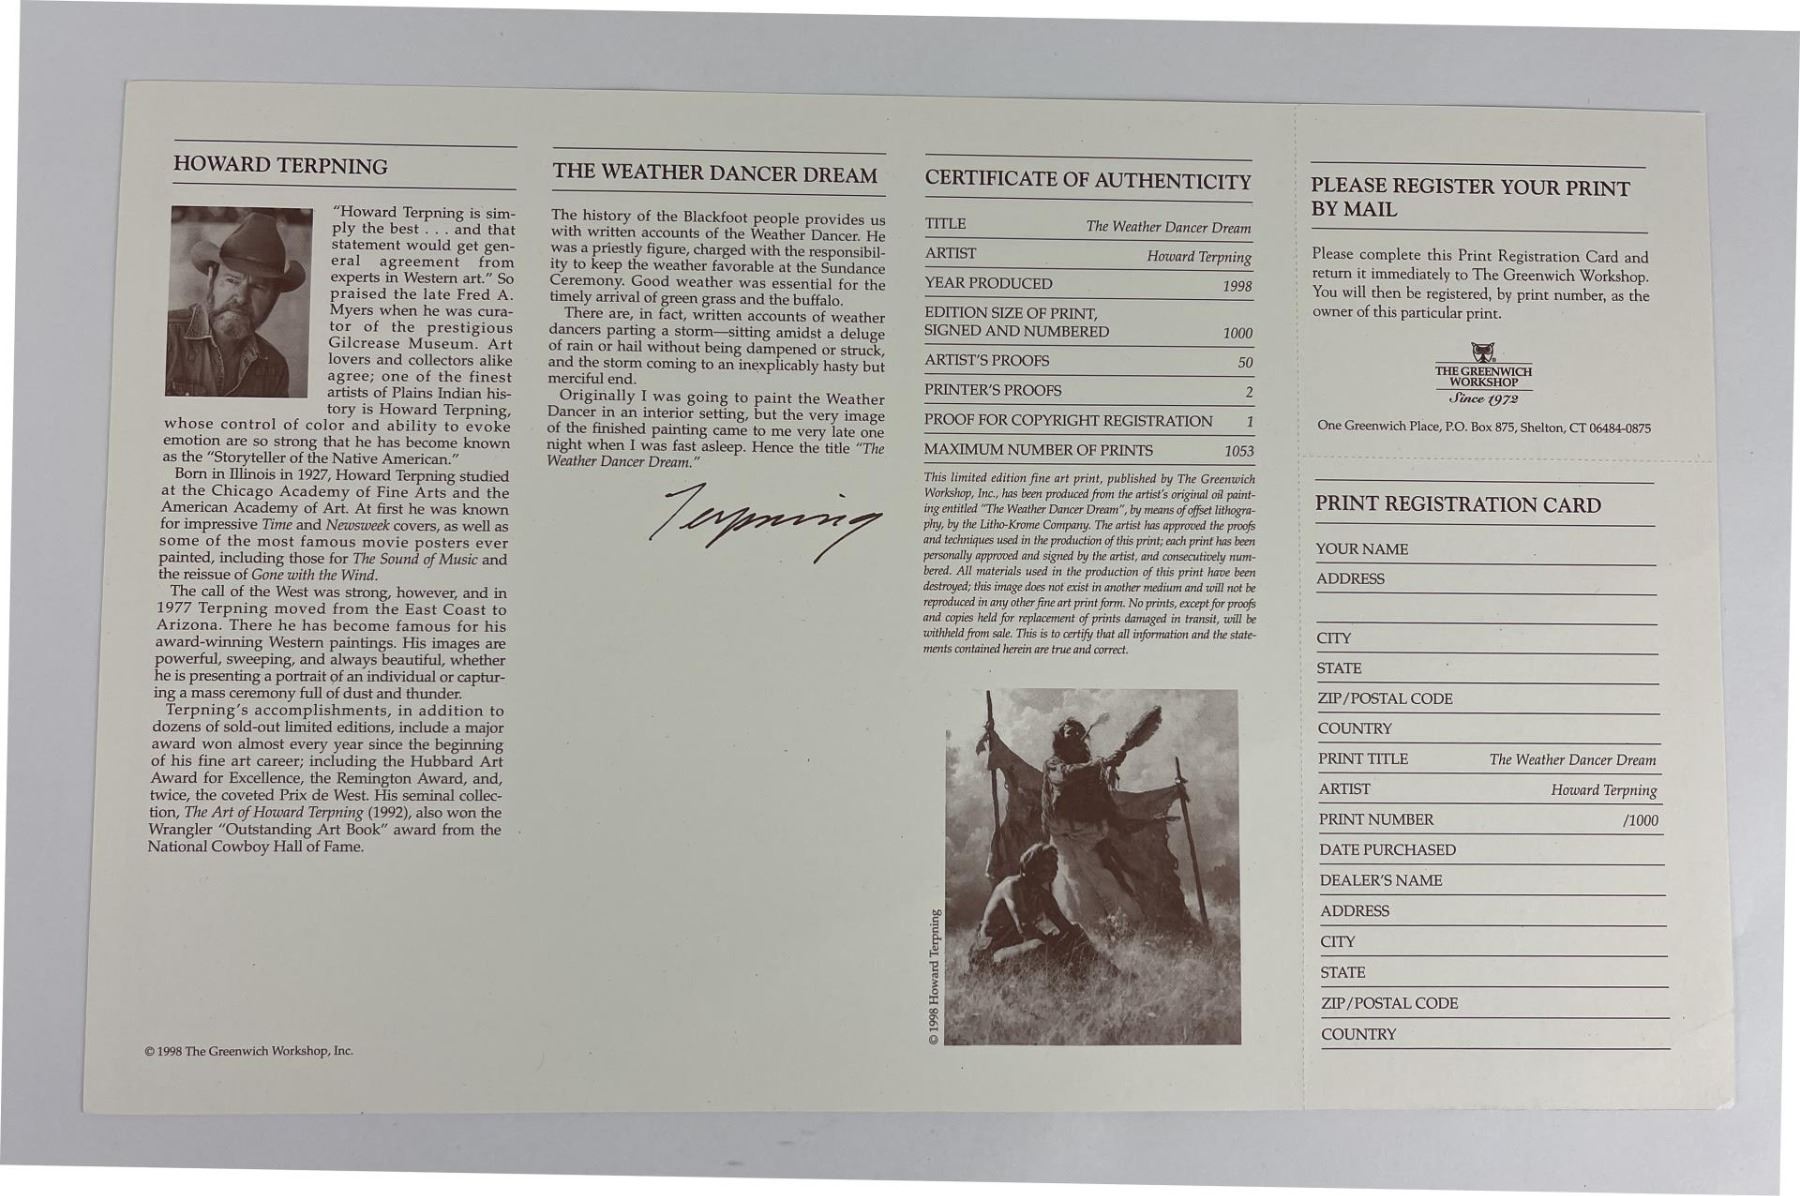 HOWARD TERPNING
“Howard Terpning is sim-
ply the best . . . and that
statement would get gen-
eral agreement from
experts in Western art.” So
praised the late Fred A.
Myers when he was cura-
tor of the prestigious
Gilcrease Museum. Art
lovers and collectors alike
agree; one of the finest
artists of Plains Indian his-
tory is Howard Terpning,
whose control of color and ability to evoke
emotion are so strong that he has become known
as the “Storyteller of the Native American.”
Born in Illinois in 1927, Howard Terpning studied
at the Chicago Academy of Fine Arts and the
American Academy of Art. At first he was known
for impressive Time and Newsweek covers, as well as
some of the most famous movie posters ever
painted, including those for The Sound of Music and
the reissue of Gone with the Wind.
The call of the West was strong, however, and in
1977 Terpning moved from the East Coast to
Arizona. There he has become famous for his
award-winning Western paintings. His images are
powerful, sweeping, and always beautiful, whether
he is presenting a portrait of an individual or captur-
ing a mass ceremony full of dust and thunder.
Terpning’s accomplishments, in addition to
dozens of sold-out limited editions, include a major
award won almost every year since the beginning
of his fine art career; including the Hubbard Art
Award for Excellence, the Remington Award, and,
twice, the coveted Prix de West. His seminal collec-
tion, The Art of Howard Terpning (1992), also won the
Wrangler “Outstanding Art Book” award from the
National Cowboy Hall of Fame.
© 1998 The Greenwich Workshop, Inc.
THE WEATHER DANCER DREAM
The history of the Blackfoot people provides us
with written accounts of the Weather Dancer. He
was a priestly figure, charged with the responsibil-
ity to keep the weather favorable at the Sundance
Ceremony. Good weather was essential for the
timely arrival of green grass and the buffalo.
There are, in fact, written accounts of weather
dancers parting a storm—sitting amidst a deluge
of rain or hail without being dampened or struck,
and the storm coming to an inexplicably hasty but
merciful end.
Originally I was going to paint the Weather
Dancer in an interior setting, but the very image
of the finished painting came to me very late one
night when I was fast asleep. Hence the title “The
Weather Dancer Dream.”
Terpning
CERTIFICATE OF AUTHENTICITY
TITLE The Weather Dancer Dream
ARTIST Howard Terpning
YEAR PRODUCED 1998
EDITION SIZE OF PRINT,
SIGNED AND NUMBERED 1000
ARTIST’S PROOFS 50
PRINTER’S PROOFS 2
PROOF FOR COPYRIGHT REGISTRATION 1
MAXIMUM NUMBER OF PRINTS 1053
This limited edition fine art print, published by The Greenwich
Workshop, Inc., has been produced from the artist’s original oil paint-
ing entitled “The Weather Dancer Dream”, by means of offset lithogra-
phy, by the Litho-Krome Company. The artist has approved the proofs
and techniques used in the production of this print; each print has been
personally approved and signed by the artist, and consecutively num-
bered. All materials used in the production of this print have been
destroyed; this image does not exist in another medium and will not be
reproduced in any other fine art print form. No prints, except for proofs
and copies held for replacement of prints damaged in transit, will be
withheld from sale. This is to certify that all information and the state-
ments contained herein are true and correct.
© 1998 Howard Terpning
PLEASE REGISTER YOUR PRINT
BY MAIL
Please complete this Print Registration Card and
return it immediately to The Greenwich Workshop.
You will then be registered, by print number, as the
owner of this particular print.
THE GREENWICH
WORKSHOP
Since 1972
One Greenwich Place, P.O. Box 875, Shelton, CT 06484-0875
PRINT REGISTRATION CARD
YOUR NAME
ADDRESS
CITY
STATE
ZIP/POSTAL CODE
COUNTRY
PRINT TITLE The Weather Dancer Dream
ARTIST Howard Terpning
PRINT NUMBER /1000
DATE PURCHASED
DEALER’S NAME
ADDRESS
CITY
STATE
ZIP/POSTAL CODE
COUNTRY